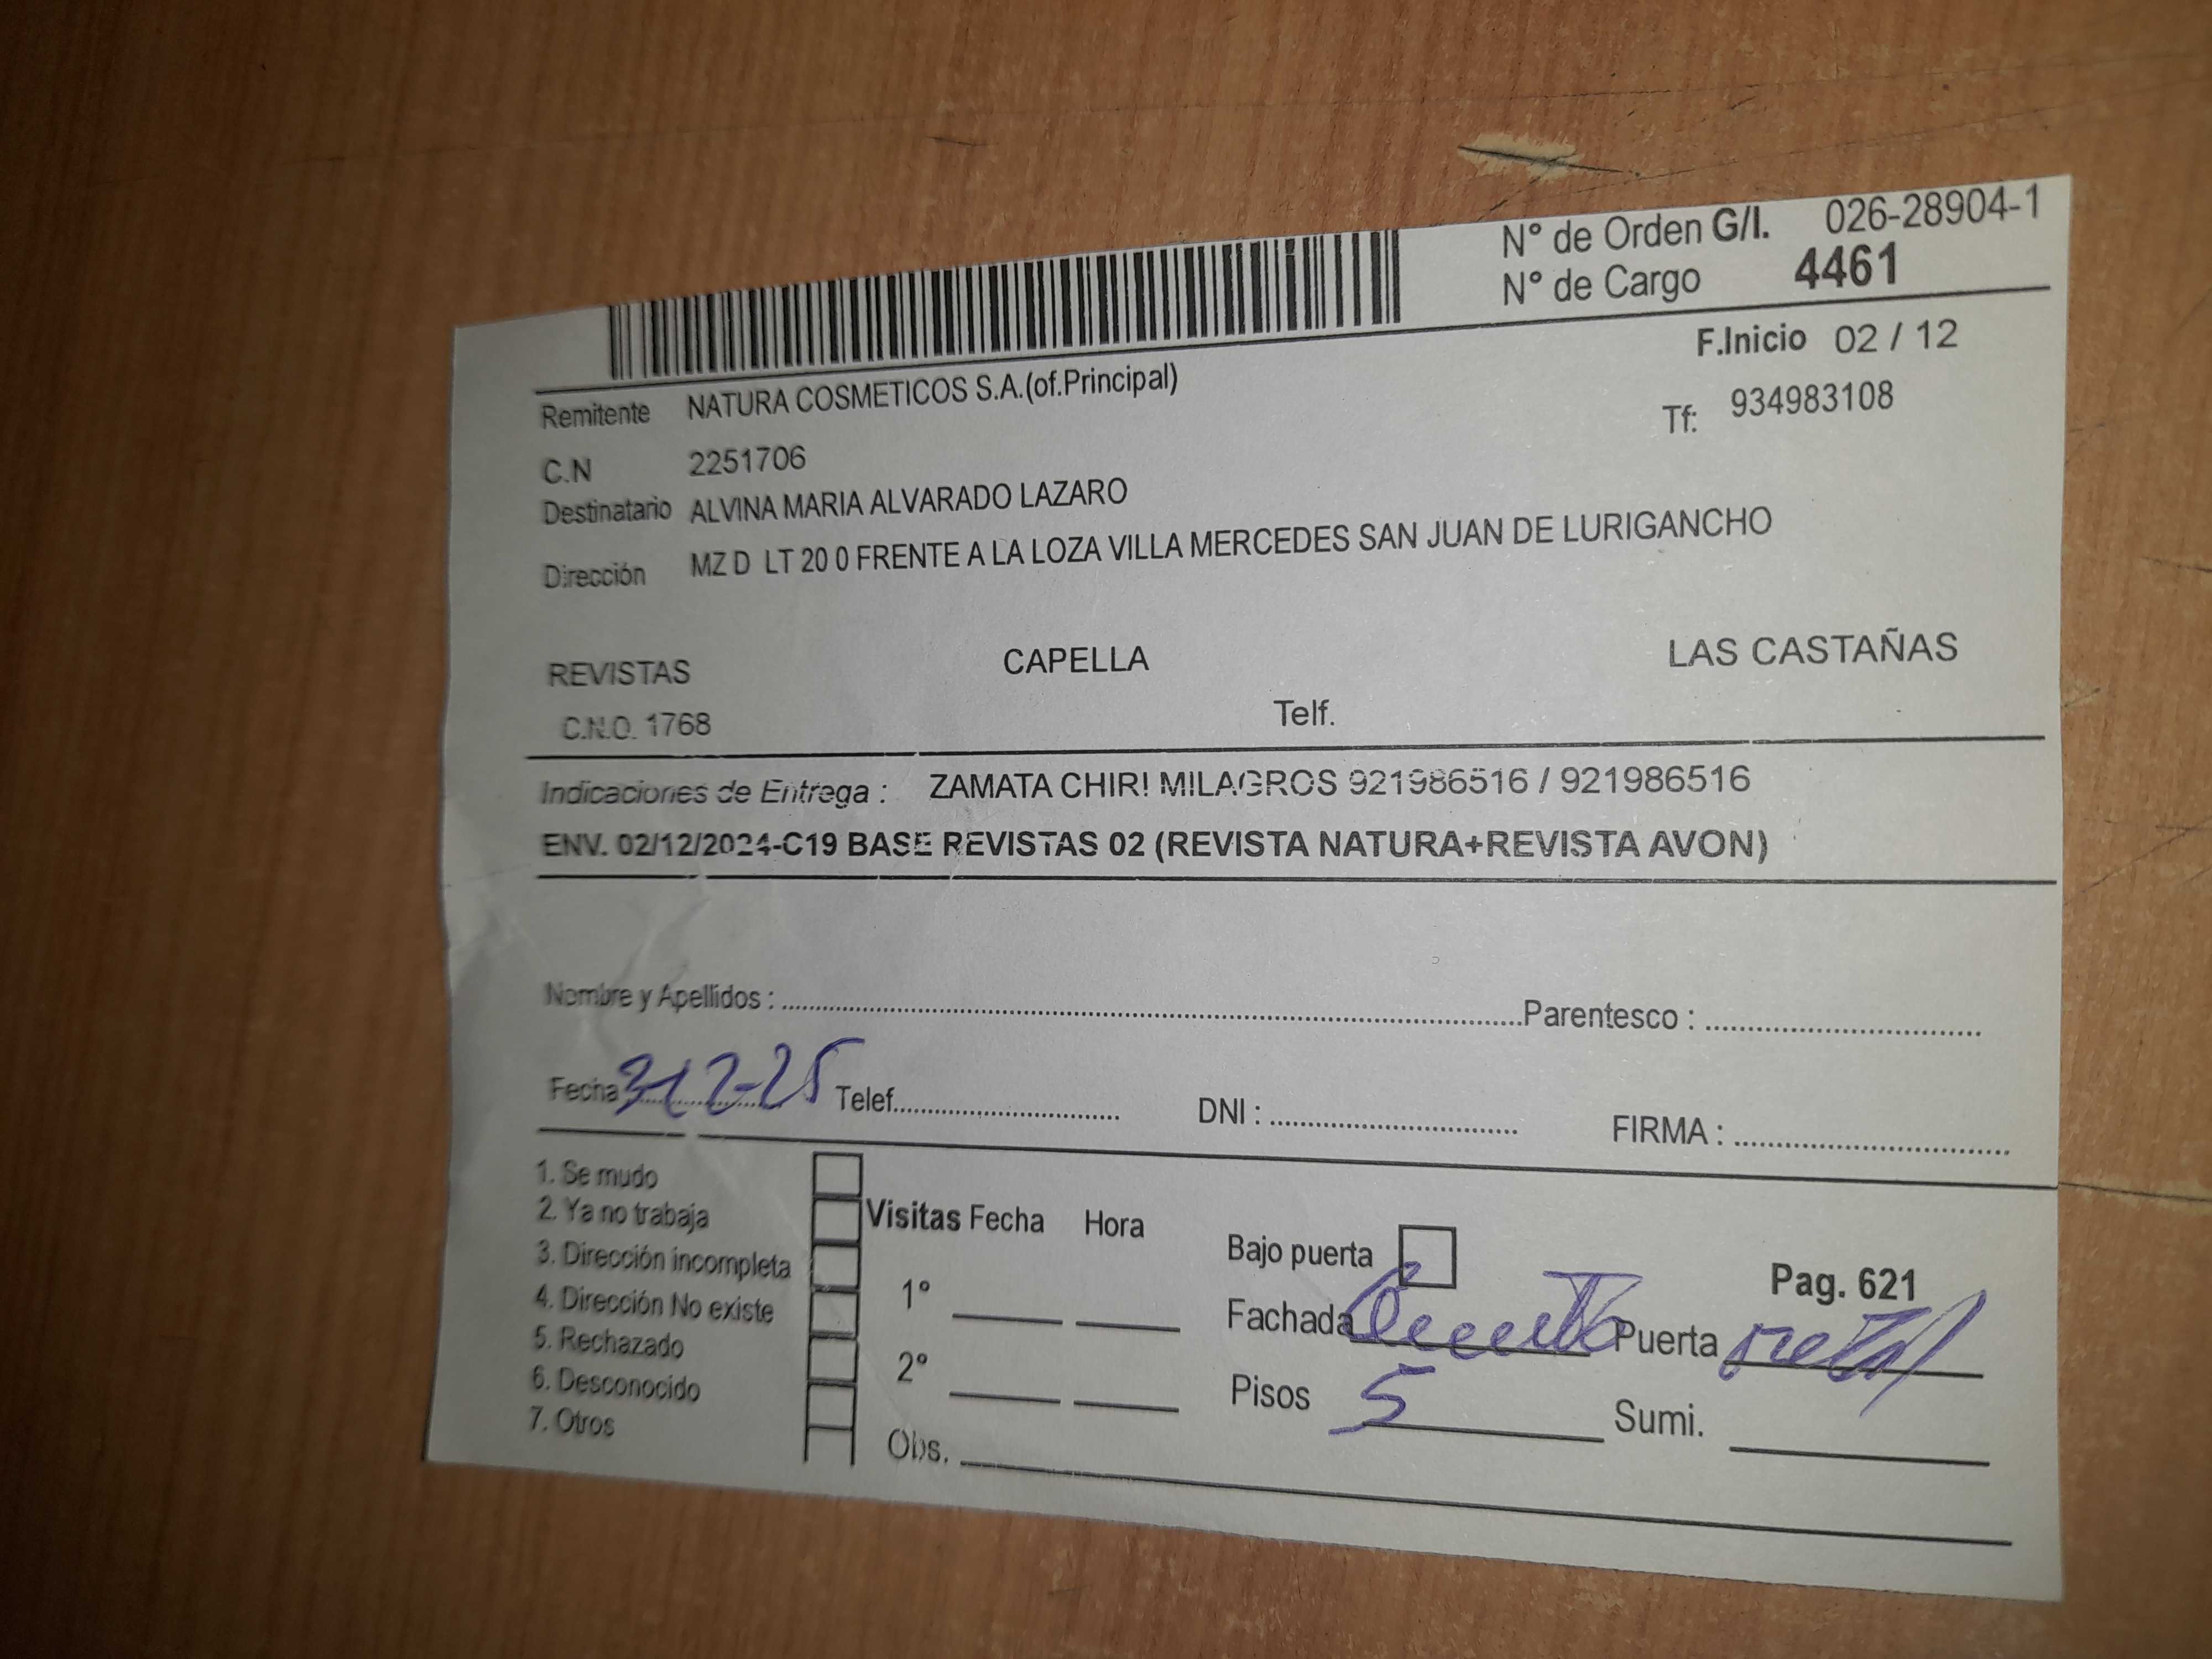 N° de Orden G/I. 026-28904-1
N° de Cargo 4461
F.Inicio 02 / 12
Remitente NATURA COSMETICOS S.A.(of.Principal)
Tf: 934983108
C.N 2251706
Destinatario ALVINA MARIA ALVARADO LAZARO
Dirección MZ D LT 20 0 FRENTE A LA LOZA VILLA MERCEDES SAN JUAN DE LURIGANCHO
REVISTAS CAPELLA LAS CASTAÑAS
C.N.O. 1768 Telf.
Indicaciones de Entrega : ZAMATA CHIRI MILAGROS 921986516 / 921986516
ENV. 02/12/2024-C19 BASE REVISTAS 02 (REVISTA NATURA+REVISTA AVON)
Nombre y Apellidos : Parentesco :
Fecha Telef. DNI : FIRMA :
1. Se mudo
2. Ya no trabaja
3. Dirección incompleta
4. Dirección No existe
5. Rechazado
6. Desconocido
7. Otros
Visitas Fecha Hora
1°
2°
Obs.
Bajo puerta
Pag. 621
Fachada Puerta metal
Pisos 5 Sumi.